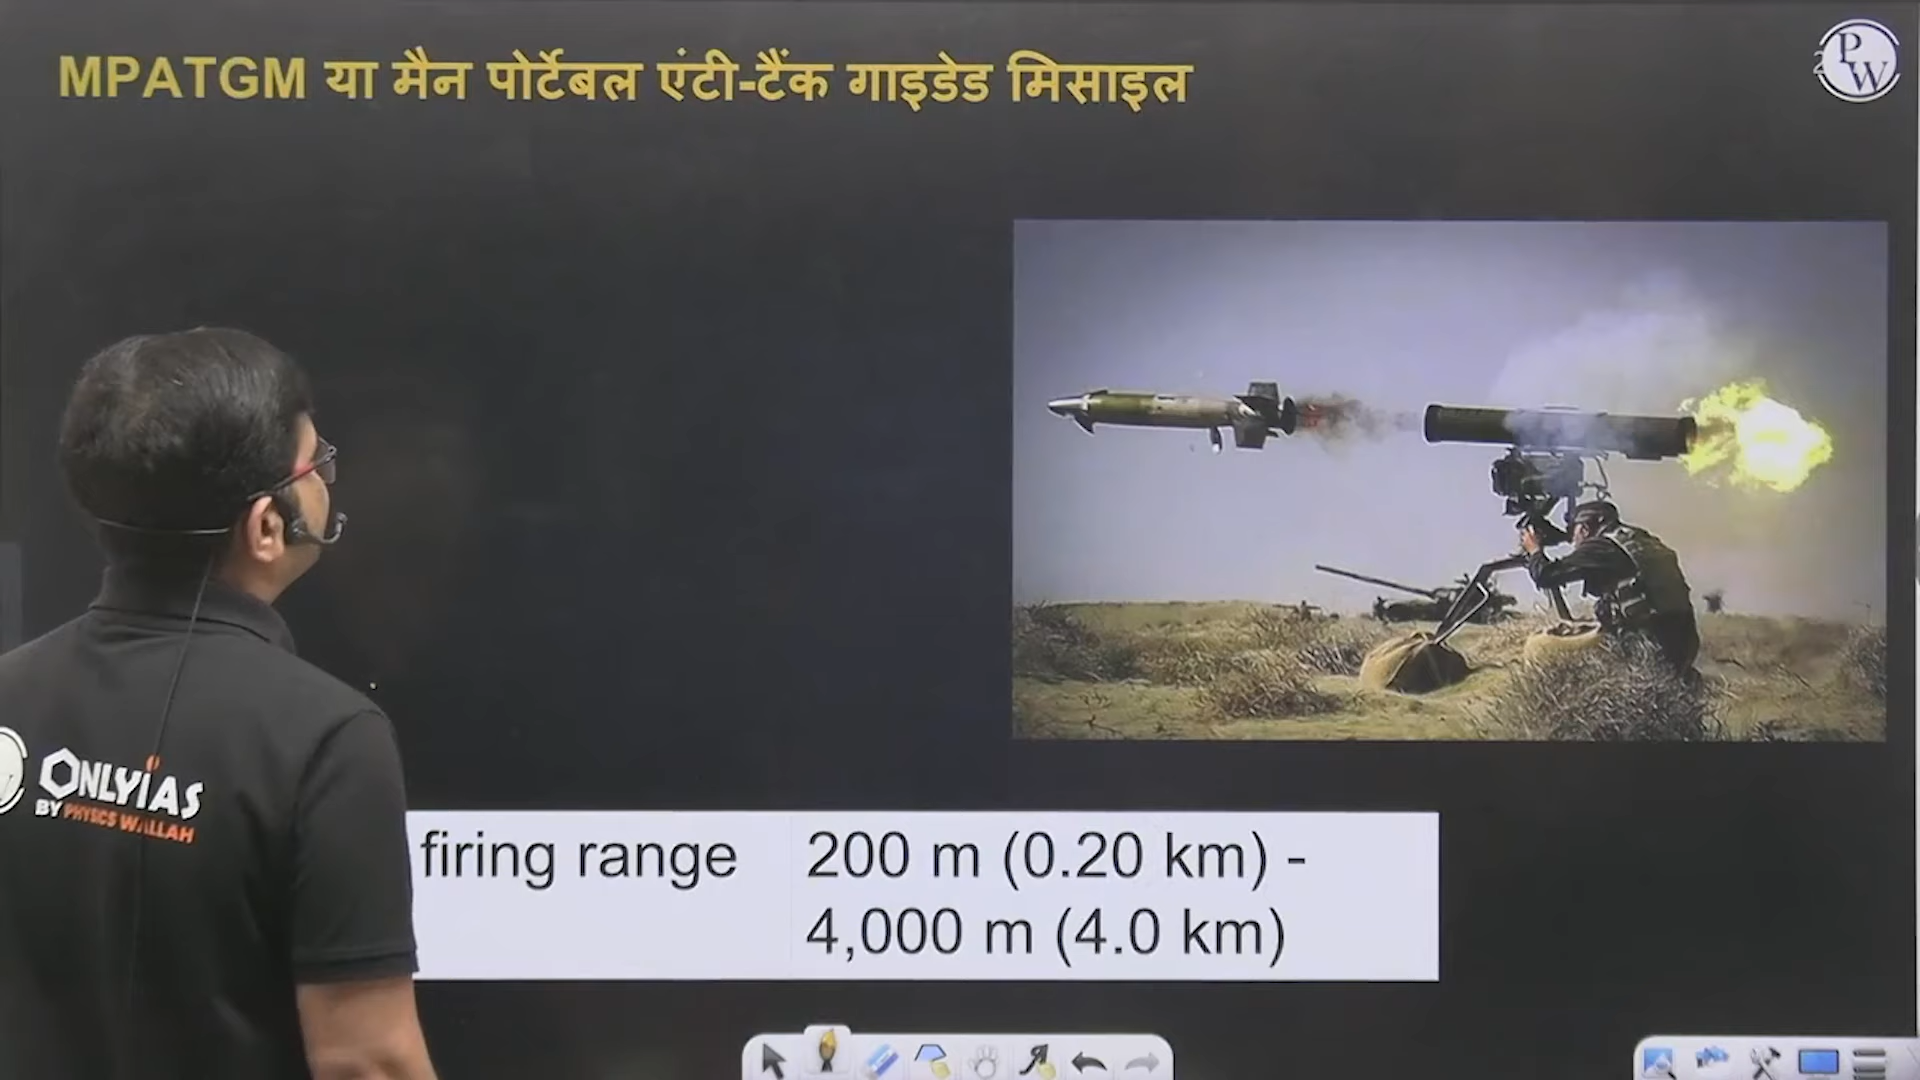 MPATGM या मैन पोर्टेबल एंटी-टैंक गाइडेड मिसाइल
PW
ONLYIAS
BY PHYSICS WALLAH
firing range 200 m (0.20 km) -
4,000 m (4.0 km)